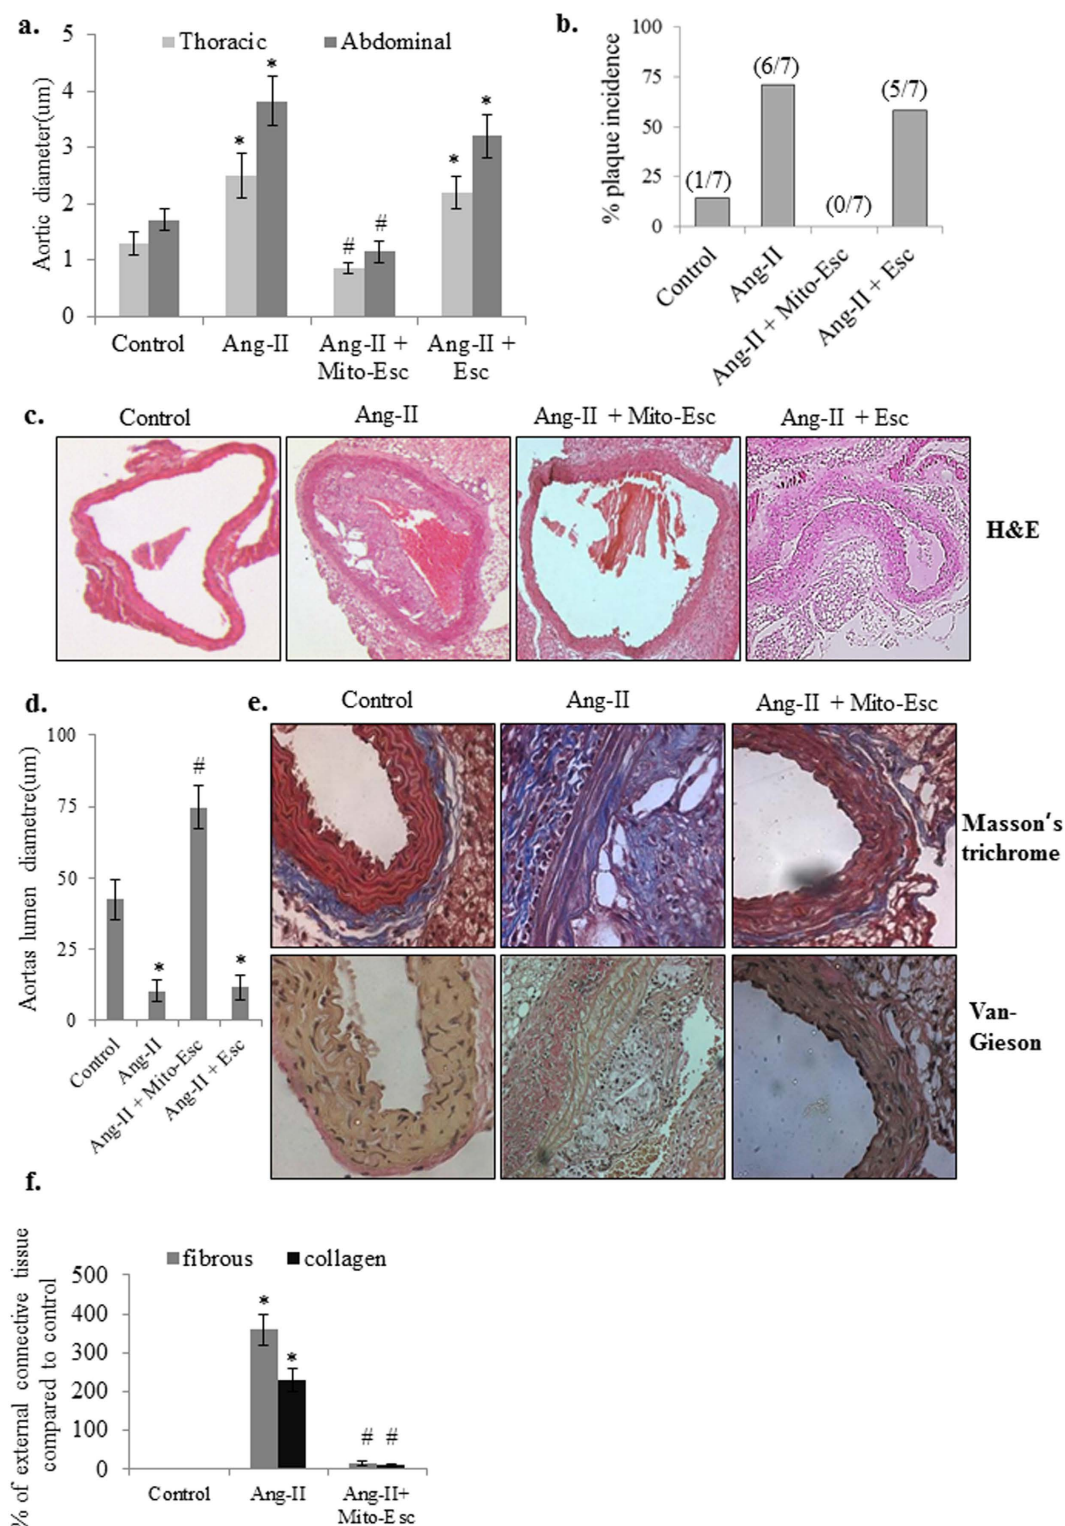 a.
Thoracic Abdominal
Aortic diameter(um)
5
4
3
2
1
0
* * # # * *
Control Ang-II Ang-II + Mito-Esc Ang-II + Esc
b.
% plaque incidence
100
75
50
25
0
(1/7) (6/7) (0/7) (5/7)
Control Ang-II Ang-II + Mito-Esc Ang-II + Esc
c.
Control Ang-II Ang-II + Mito-Esc Ang-II + Esc
H&E
d.
Aortas lumen diametre(um)
100
75
50
25
0
* # *
Control Ang-II Ang-II + Mito-Esc Ang-II + Esc
e.
Control Ang-II Ang-II + Mito-Esc
Masson's
trichrome
Van-
Gieson
f.
% of external connective tissue
compared to control
fibrous collagen
500
400
300
200
100
0
* * # #
Control Ang-II Ang-II+
Mito-Esc